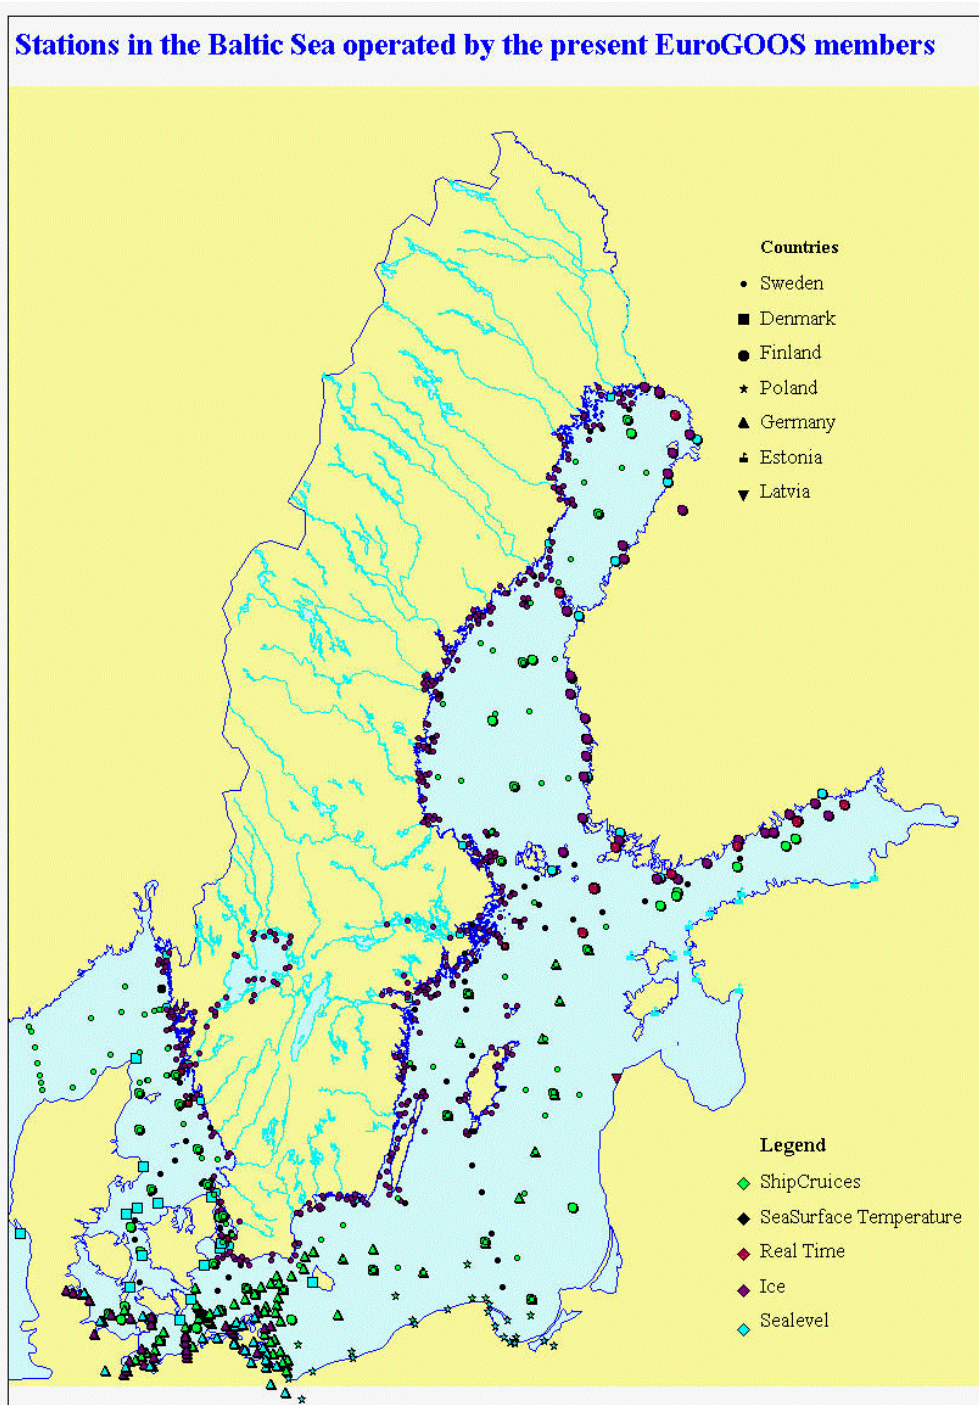 Stations in the Baltic Sea operated by the present EuroGOOS members
Countries
Sweden
Denmark
Finland
Poland
Germany
Estonia
Latvia
Legend
ShipCruices
SeaSurface Temperature
Real Time
Ice
Sealevel